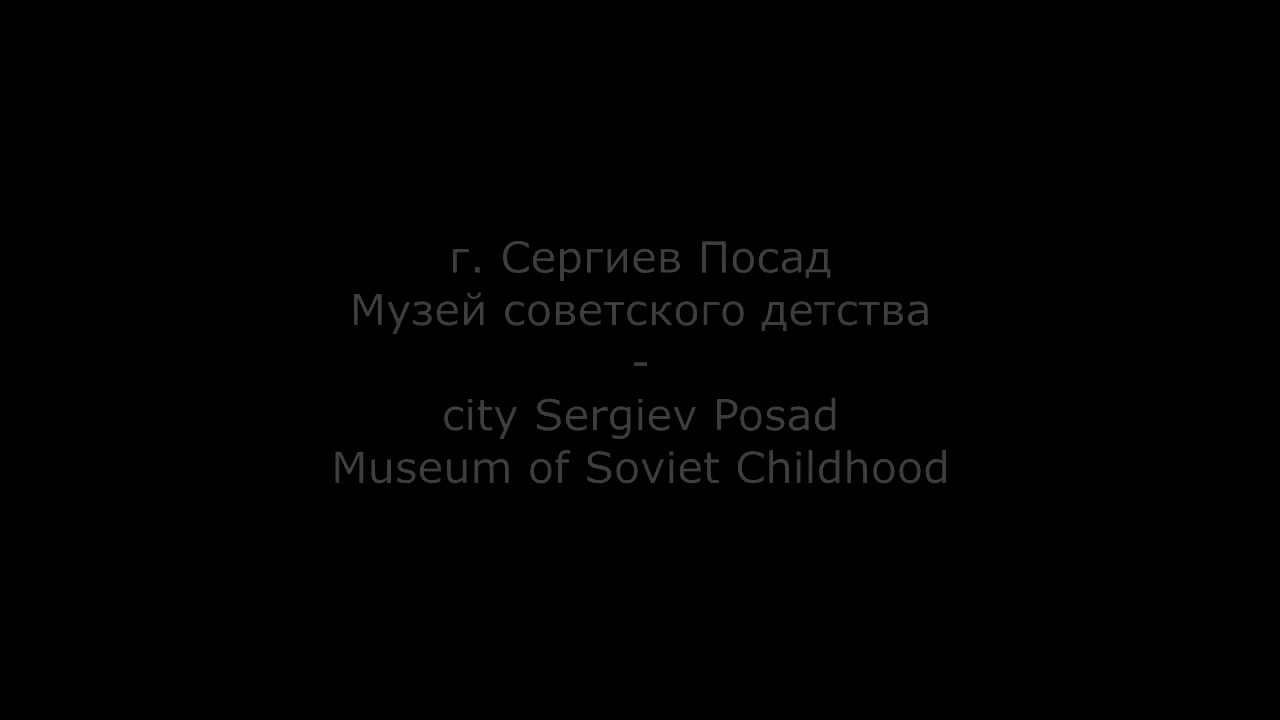 г. Сергиев Посад
Музей советского детства
-
city Sergiev Posad
Museum of Soviet Childhood